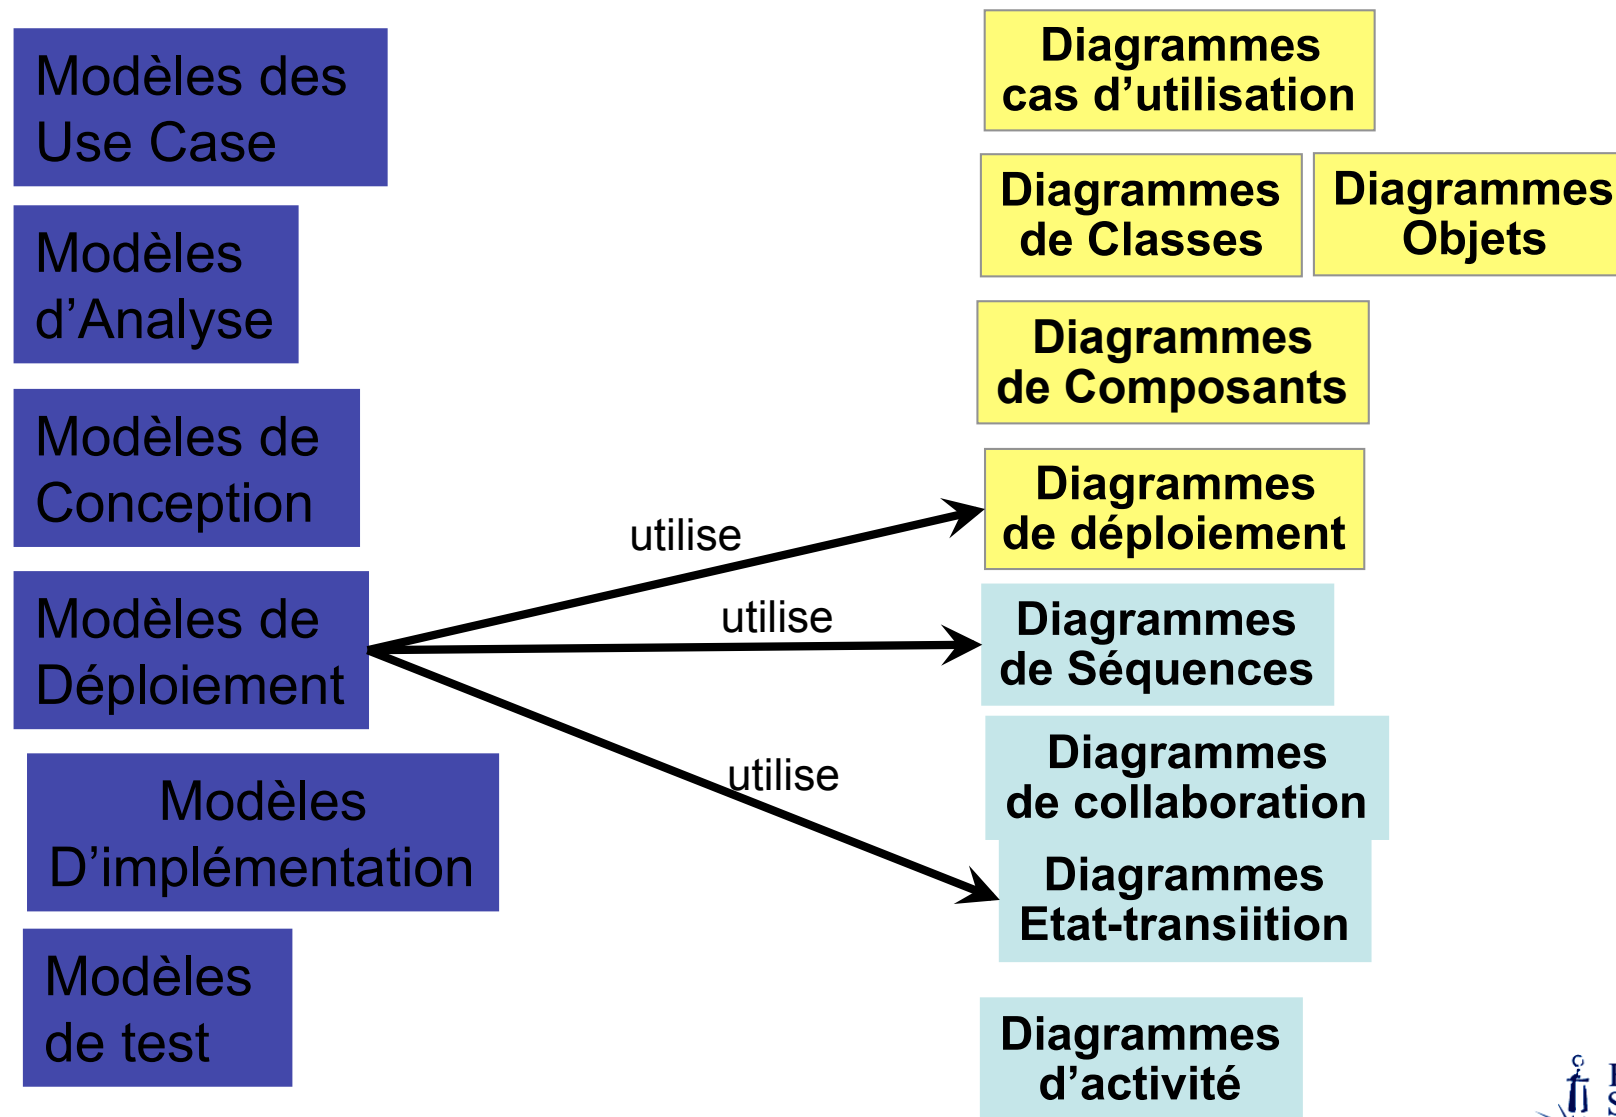 Modèles des
Use Case
Modèles
d’Analyse
Modèles de
Conception
Modèles de
Déploiement
Modèles
D’implémentation
Modèles
de test
utilise
utilise
utilise
Diagrammes
cas d’utilisation
Diagrammes
de Classes
Diagrammes
Objets
Diagrammes
de Composants
Diagrammes
de déploiement
Diagrammes
de Séquences
Diagrammes
de collaboration
Diagrammes
Etat-transiition
Diagrammes
d’activité